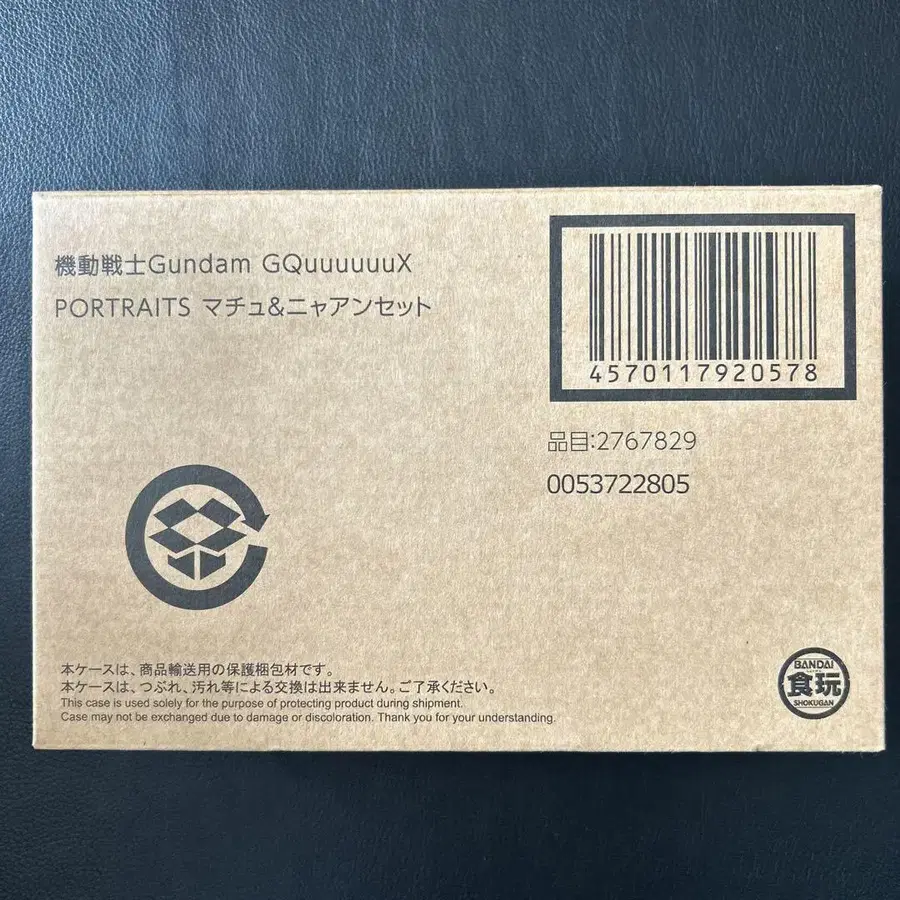 機動戦士Gundam GQuuuuuuX
PORTRAITS マチュ&ニャアンセット
4570117920578
品目:2767829
0053722805
本ケースは、商品輸送用の保護梱包材です。
本ケースは、つぶれ、汚れ等による交換は出来ません。ご了承ください。
This case is used solely for the purpose of protecting product during shipment.
Case may not be exchanged due to damage or discoloration. Thank you for your understanding.
BANDAI
食玩
SHOKUGAN